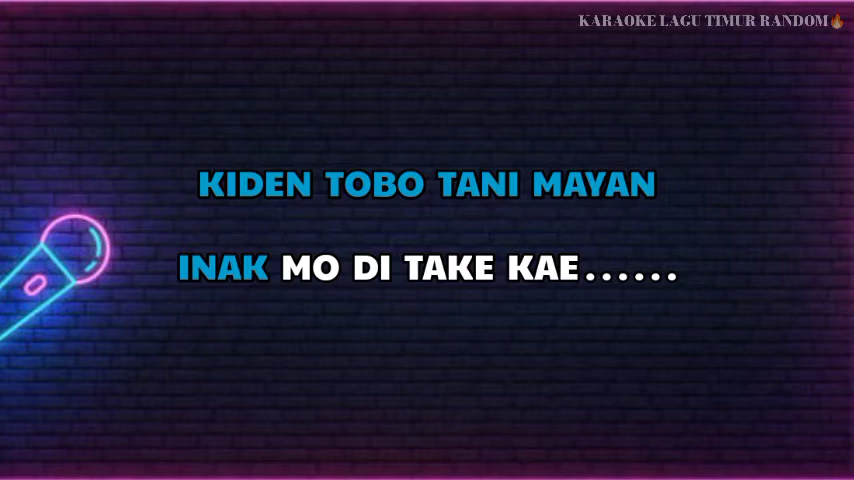 KARAOKE LAGU TIMUR RANDOM🔥
KIDEN TOBO TANI MAYAN
INAK MO DI TAKE KAE......